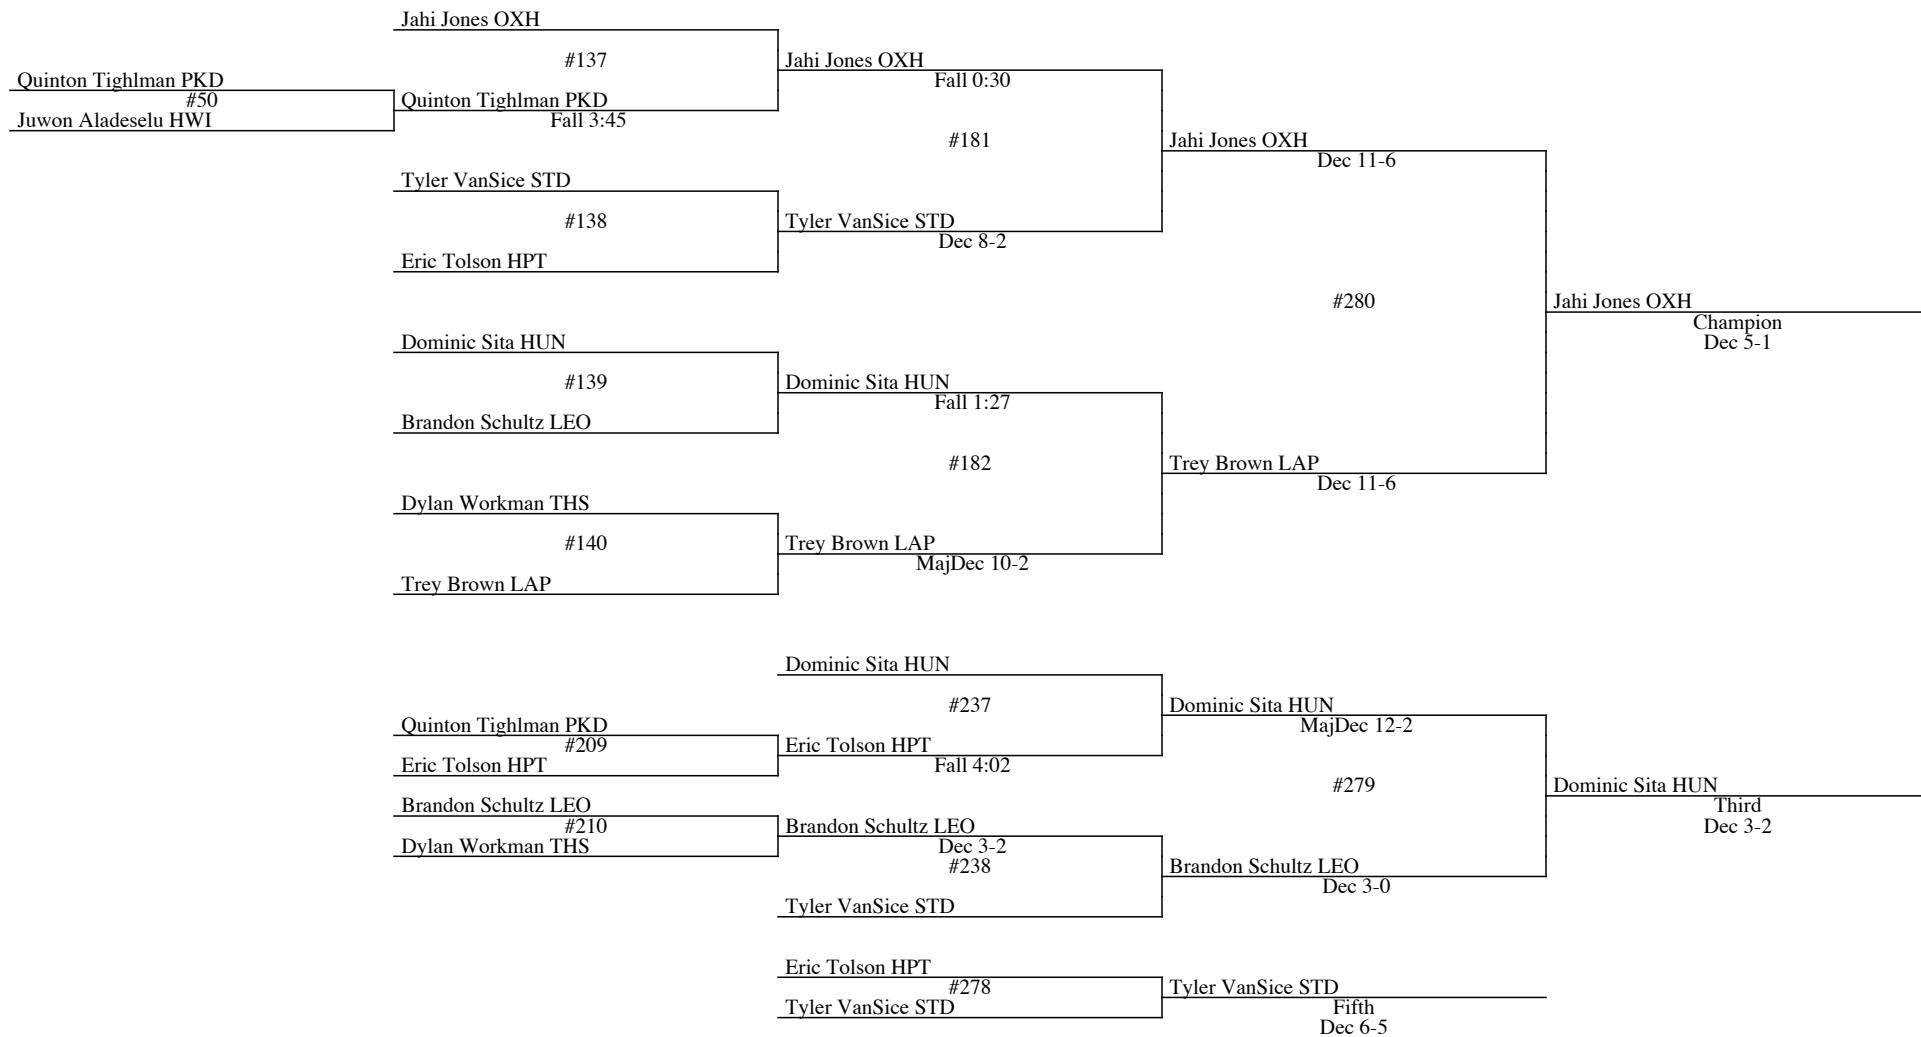 Jahi Jones OXH
#137
Jahi Jones OXH
Quinton Tighlman PKD
Fall 0:30
#50
Quinton Tighlman PKD
Juwon Aladeselu HWI
Fall 3:45
#181
Jahi Jones OXH
Dec 11-6
Tyler VanSice STD
#138
Tyler VanSice STD
Dec 8-2
Eric Tolson HPT
#280
Jahi Jones OXH
Champion
Dec 5-1
Dominic Sita HUN
#139
Dominic Sita HUN
Fall 1:27
Brandon Schultz LEO
#182
Trey Brown LAP
Dec 11-6
Dylan Workman THS
#140
Trey Brown LAP
MajDec 10-2
Trey Brown LAP
Dominic Sita HUN
#237
Dominic Sita HUN
MajDec 12-2
Quinton Tighlman PKD
#209
Eric Tolson HPT
Eric Tolson HPT
Fall 4:02
#279
Dominic Sita HUN
Third
Dec 3-2
Brandon Schultz LEO
#210
Brandon Schultz LEO
Dylan Workman THS
Dec 3-2
#238
Brandon Schultz LEO
Dec 3-0
Tyler VanSice STD
Eric Tolson HPT
#278
Tyler VanSice STD
Tyler VanSice STD
Fifth
Dec 6-5